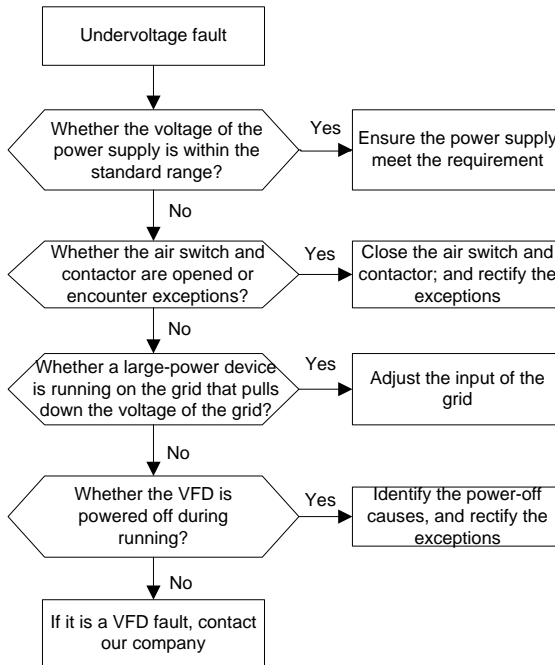 Undervoltage fault
Whether the voltage of the
power supply is within the
standard range?
Yes
Ensure the power supply
meet the requirement
No
Whether the air switch and
contactor are opened or
encounter exceptions?
Yes
Close the air switch and
contactor; and rectify the
exceptions
No
Whether a large-power device
is running on the grid that pulls
down the voltage of the grid?
Yes
Adjust the input of the
grid
No
Whether the VFD is
powered off during
running?
Yes
Identify the power-off
causes, and rectify the
exceptions
No
If it is a VFD fault, contact
our company